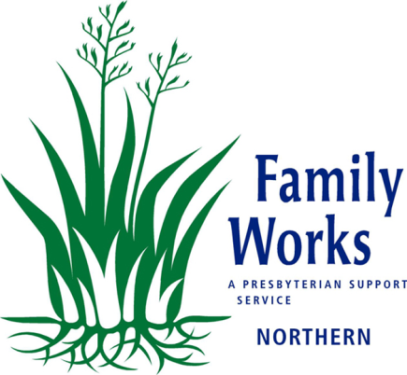 Family
Works
A PRESBYTERIAN SUPPORT
SERVICE
NORTHERN